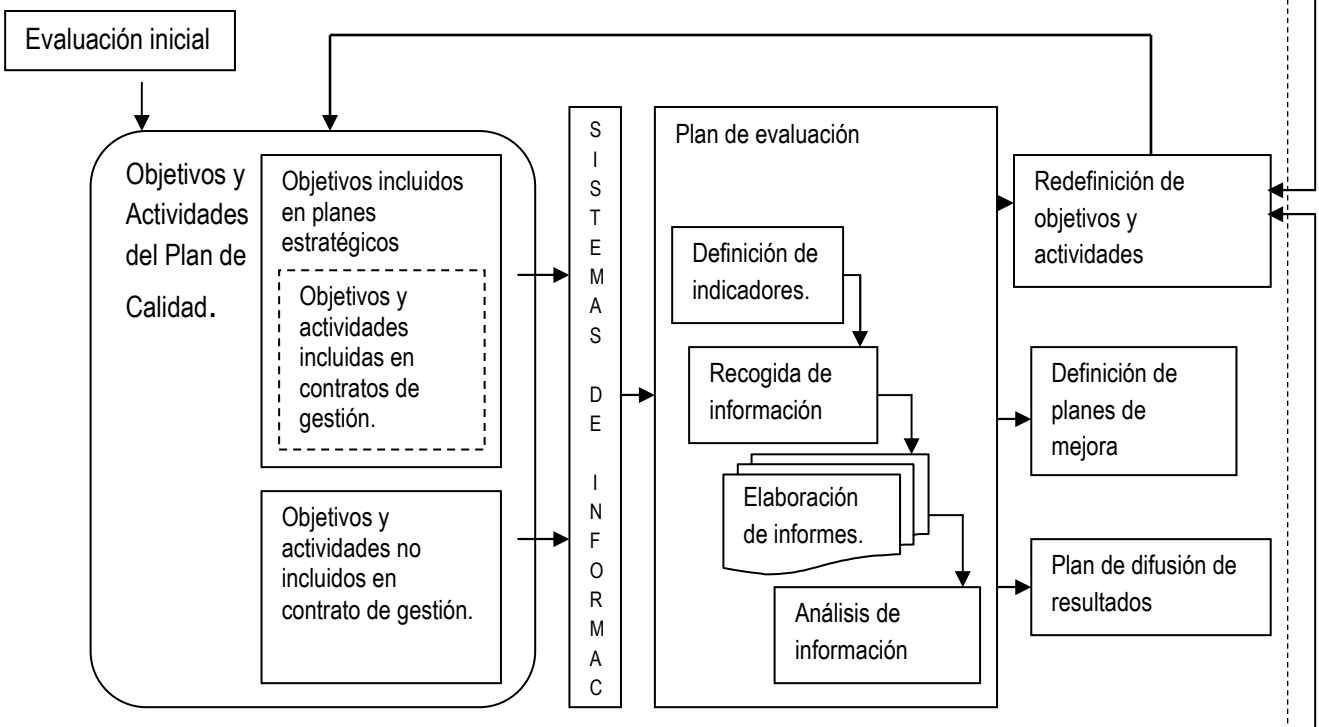 Evaluación inicial
Objetivos y
Actividades
del Plan de
Calidad.
Objetivos incluidos
en planes
estratégicos
Objetivos y
actividades
incluidas en
contratos de
gestión.
Objetivos y
actividades no
incluidos en
contrato de gestión.
S
I
S
T
E
M
A
S
D
E
I
N
F
O
R
M
A
C
Plan de evaluación
Definición de
indicadores.
Recogida de
información
Elaboración
de informes.
Análisis de
información
Redefinición de
objetivos y
actividades
Definición de
planes de
mejora
Plan de difusión de
resultados